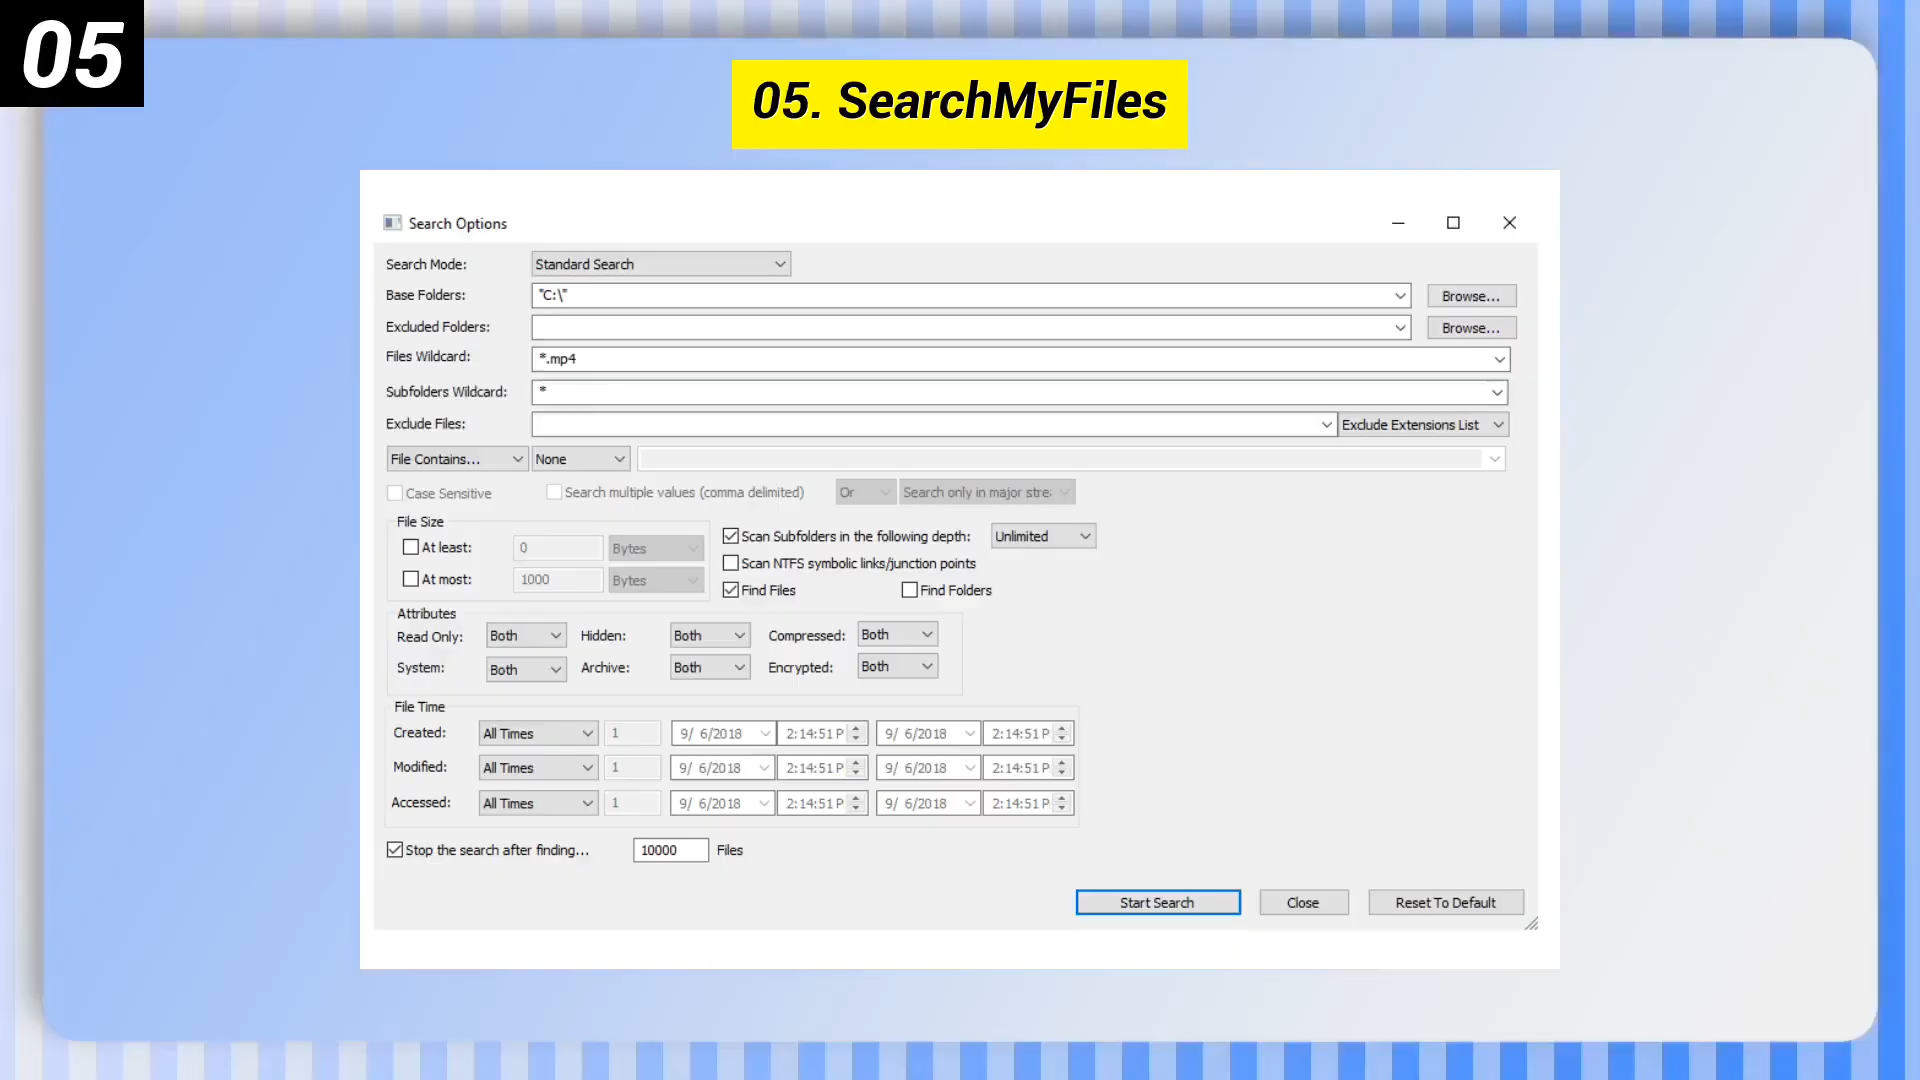 05
05. SearchMyFiles
Search Options
Search Mode: Standard Search
Base Folders: "C:\" Browse...
Excluded Folders: Browse...
Files Wildcard: *.mp4
Subfolders Wildcard: *
Exclude Files: Exclude Extensions List
File Contains... None
Case Sensitive Search multiple values (comma delimited) Or Search only in major stre
File Size
At least: 0 Bytes
At most: 1000 Bytes
Scan Subfolders in the following depth: Unlimited
Scan NTFS symbolic links/junction points
Find Files Find Folders
Attributes
Read Only: Both Hidden: Both Compressed: Both
System: Both Archive: Both Encrypted: Both
File Time
Created: All Times 1 9/ 6/2018 2:14:51 P 9/ 6/2018 2:14:51 P
Modified: All Times 1 9/ 6/2018 2:14:51 P 9/ 6/2018 2:14:51 P
Accessed: All Times 1 9/ 6/2018 2:14:51 P 9/ 6/2018 2:14:51 P
Stop the search after finding... 10000 Files
Start Search Close Reset To Default